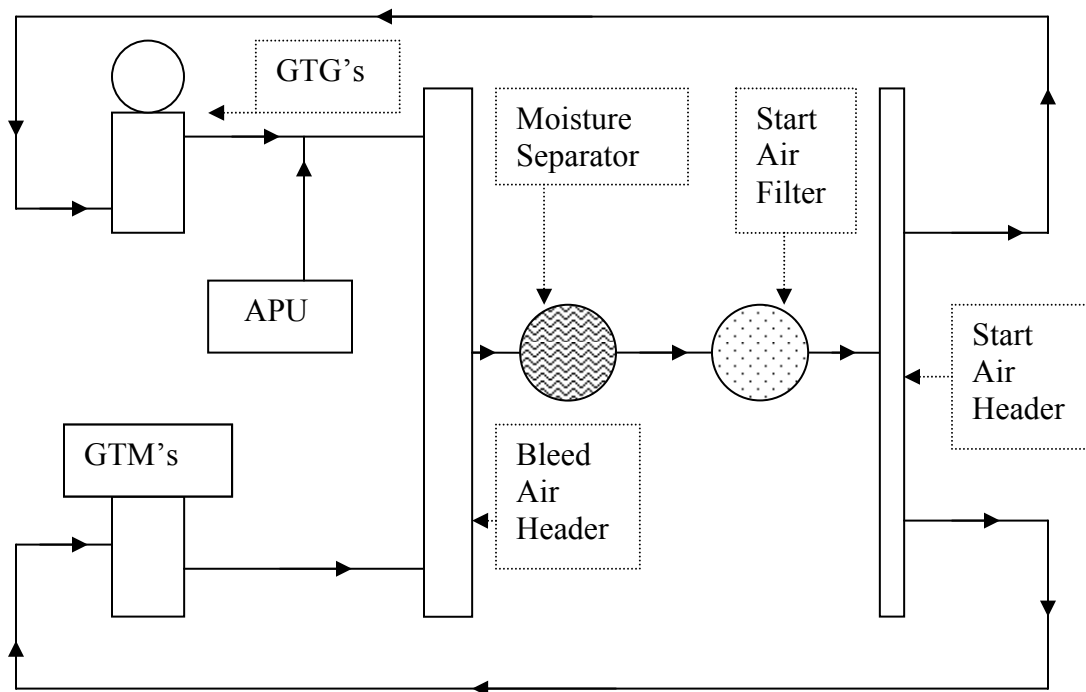 GTG’s
Moisture
Separator
Start
Air
Filter
APU
Start
Air
Header
GTM’s
Bleed
Air
Header